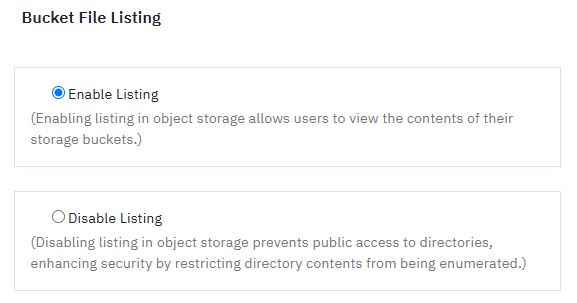 Bucket File Listing
Enable Listing
(Enabling listing in object storage allows users to view the contents of their
storage buckets.)
Disable Listing
(Disabling listing in object storage prevents public access to directories,
enhancing security by restricting directory contents from being enumerated.)